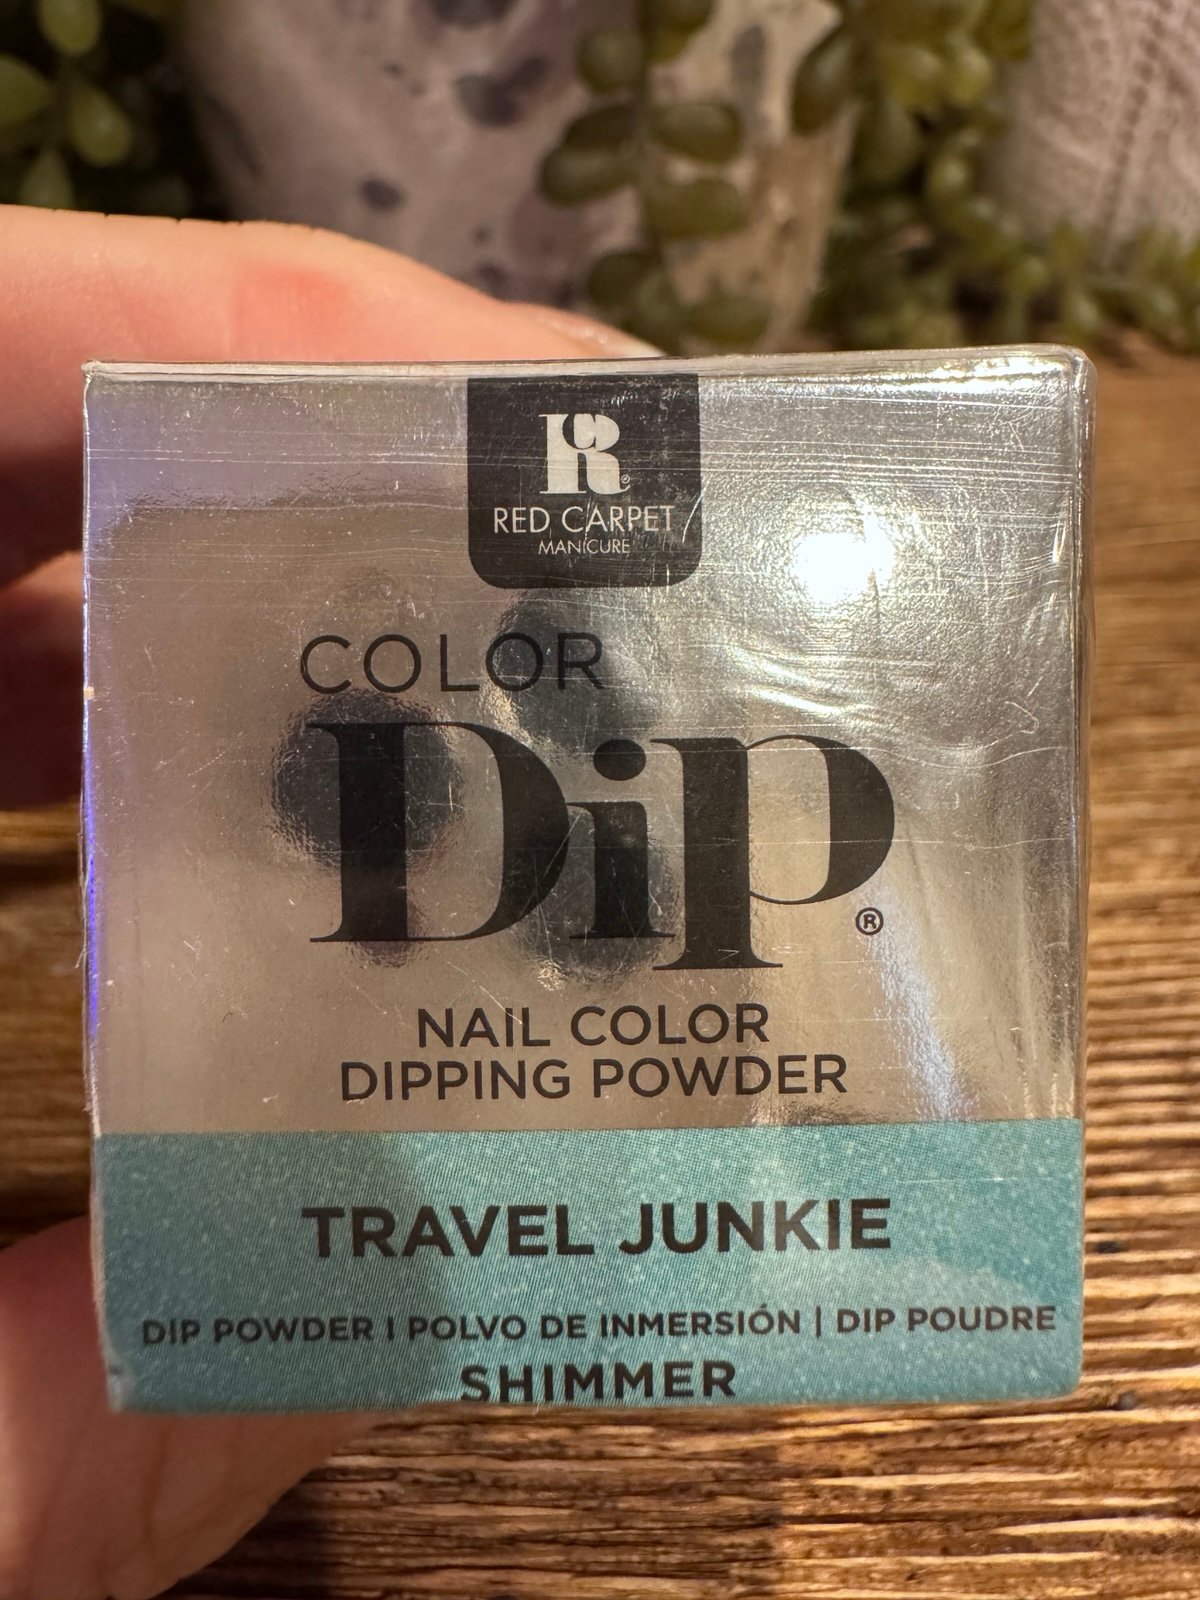 R®
RED CARPET
MANICURE
COLOR
Dip®
NAIL COLOR
DIPPING POWDER
TRAVEL JUNKIE
DIP POWDER | POLVO DE INMERSIÓN | DIP POUDRE
SHIMMER